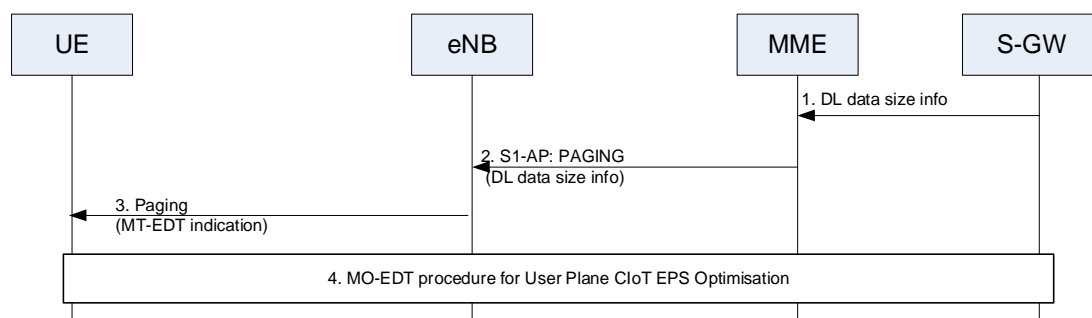 UE
eNB
MME
S-GW
1. DL data size info
2. S1-AP: PAGING
(DL data size info)
3. Paging
(MT-EDT indication)
4. MO-EDT procedure for User Plane CIoT EPS Optimisation